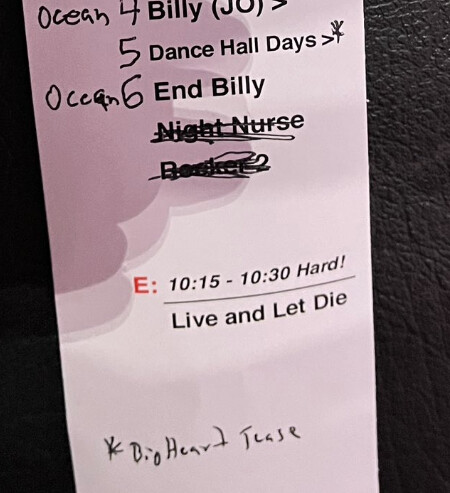 Ocean 4 Billy (JO) >
5 Dance Hall Days >*
Ocean 6 End Billy
Night Nurse
E: 10:15 - 10:30 Hard!
Live and Let Die
* Big Heart Tease